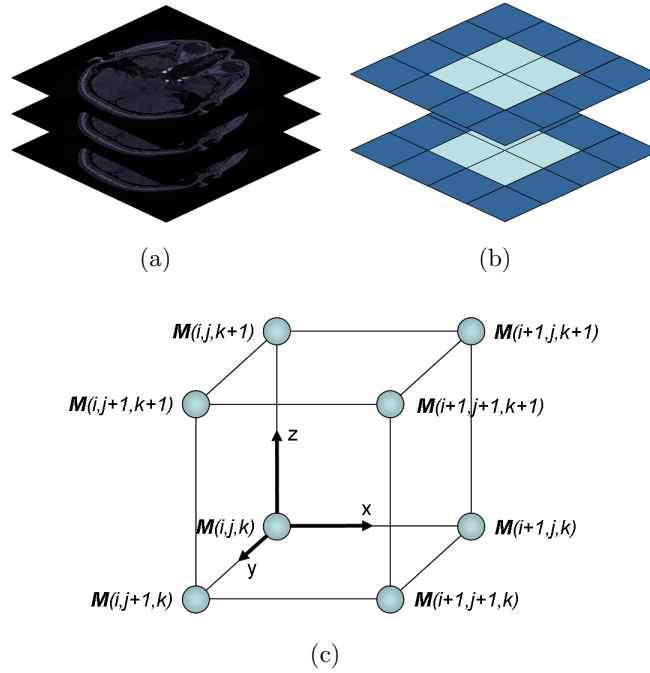 (a)
(b)
M(i,j,k+1)
M(i+1,j,k+1)
M(i,j+1,k+1)
M(i+1,j+1,k+1)
z
x
M(i,j,k)
M(i+1,j,k)
y
M(i,j+1,k)
M(i+1,j+1,k)
(c)